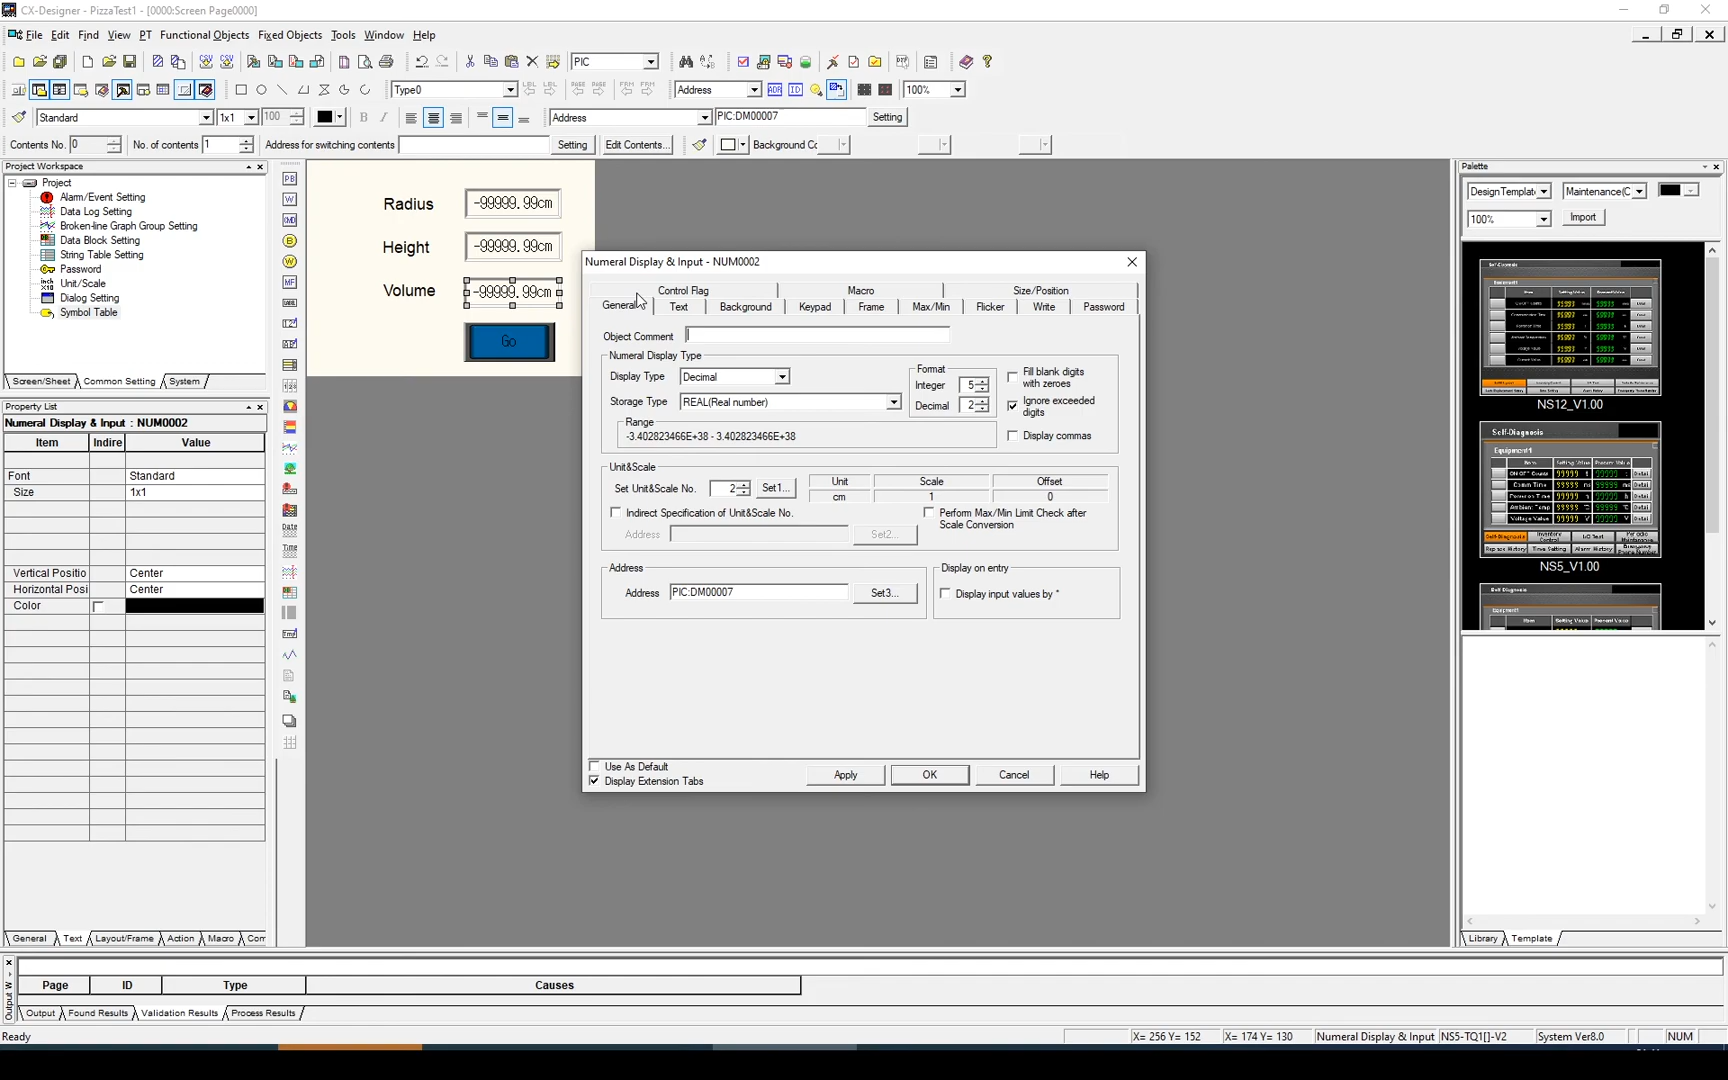 CX-Designer - PizzaTest1 - [0000:Screen Page0000]
File Edit Find View PT Functional Objects Fixed Objects Tools Window Help
PIC
Type0 Address 100%
Standard 1x1 100 B I Address PIC:DM00007 Setting
Contents No. 0 No. of contents 1 Address for switching contents Setting Edit Contents... Background Co
Project Workspace
Project
Alarm/Event Setting
Data Log Setting
Broken-line Graph Group Setting
Data Block Setting
String Table Setting
Password
Unit/Scale
Dialog Setting
Symbol Table
Screen/Sheet Common Setting System
Property List
Numeral Display & Input : NUM0002
Item Indire Value
Font Standard
Size 1x1
Vertical Positio Center
Horizontal Posi Center
Color
General Text Layout/Frame Action Macro Com
Radius -99999.99cm
Height -99999.99cm
Volume -99999.99cm
Go
Numeral Display & Input - NUM0002
Control Flag Macro Size/Position
General Text Background Keypad Frame Max/Min Flicker Write Password
Object Comment
Numeral Display Type
Display Type Decimal
Storage Type REAL(Real number)
Format
Integer 5
Decimal 2
Fill blank digits with zeroes
Ignore exceeded digits
Display commas
Range
-3.402823466E+38 - 3.402823466E+38
Unit&Scale
Set Unit&Scale No. 2 Set1...
Unit Scale Offset
cm 1 0
Indirect Specification of Unit&Scale No.
Perform Max/Min Limit Check after Scale Conversion
Address Set2...
Address
Address PIC:DM00007 Set3...
Display on entry
Display input values by *
Use As Default
Display Extension Tabs
Apply OK Cancel Help
Palette
Design Templat Maintenance(C
100% Import
NS12_V1.00
Self-Diagnosis
Equipment1
NS5_V1.00
Library Template
Output W
Page ID Type Causes
Output Found Results Validation Results Process Results
Ready X= 256 Y= 152 X= 174 Y= 130 Numeral Display & Input NS5-TQ1[]-V2 System Ver8.0 NUM